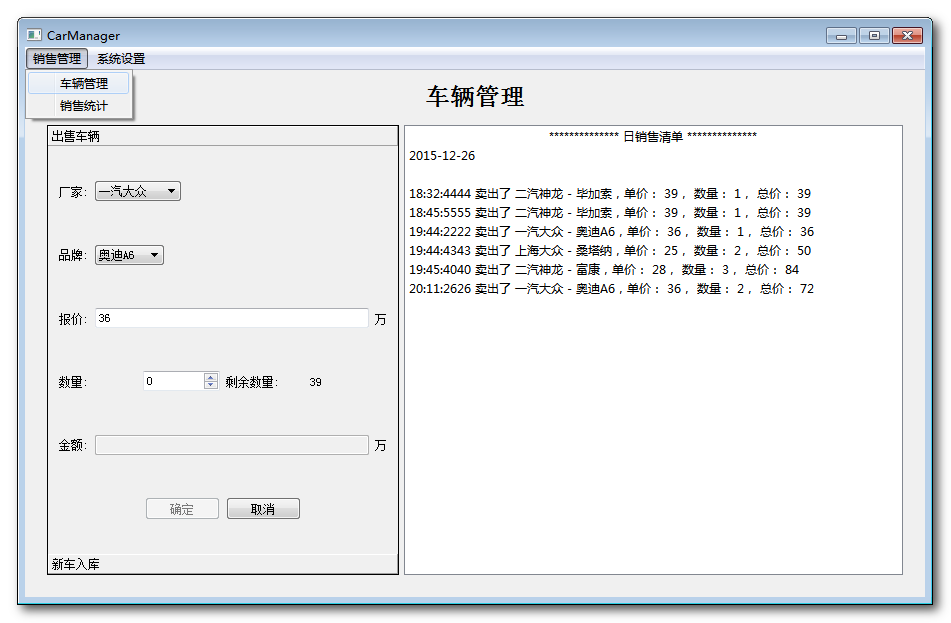 CarManager
销售管理 系统设置
车辆管理
销售统计
车辆管理
出售车辆
厂家: 一汽大众
品牌: 奥迪A6
报价: 36 万
数量: 0 剩余数量: 39
金额: 万
确定 取消
新车入库
************** 日销售清单 **************
2015-12-26
18:32:4444 卖出了 二汽神龙 - 毕加索，单价： 39， 数量： 1， 总价： 39
18:45:5555 卖出了 二汽神龙 - 毕加索，单价： 39， 数量： 1， 总价： 39
19:44:2222 卖出了 一汽大众 - 奥迪A6，单价： 36， 数量： 1， 总价： 36
19:44:4343 卖出了 上海大众 - 桑塔纳，单价： 25， 数量： 2， 总价： 50
19:45:4040 卖出了 二汽神龙 - 富康，单价： 28， 数量： 3， 总价： 84
20:11:2626 卖出了 一汽大众 - 奥迪A6，单价： 36， 数量： 2， 总价： 72